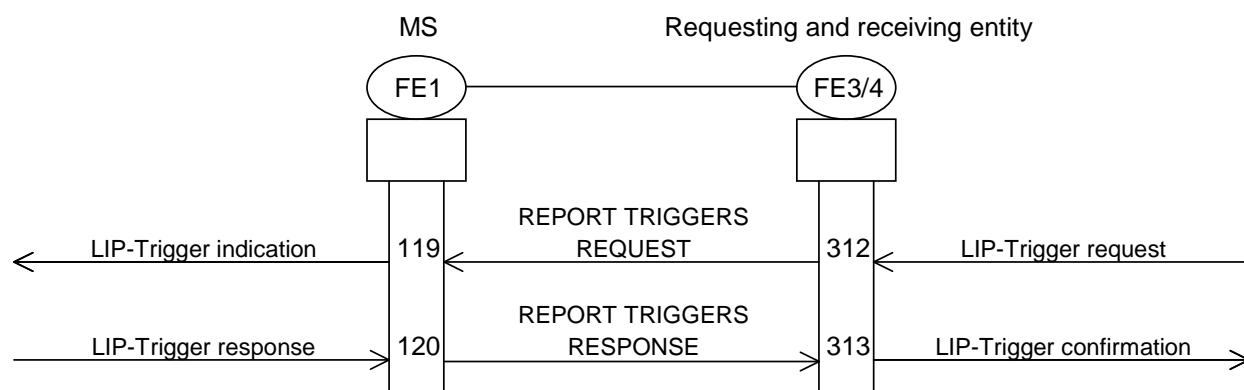 MS
Requesting and receiving entity
FE1
FE3/4
REPORT TRIGGERS
LIP-Trigger indication
119
REQUEST
312
LIP-Trigger request
REPORT TRIGGERS
LIP-Trigger response
120
RESPONSE
313
LIP-Trigger confirmation